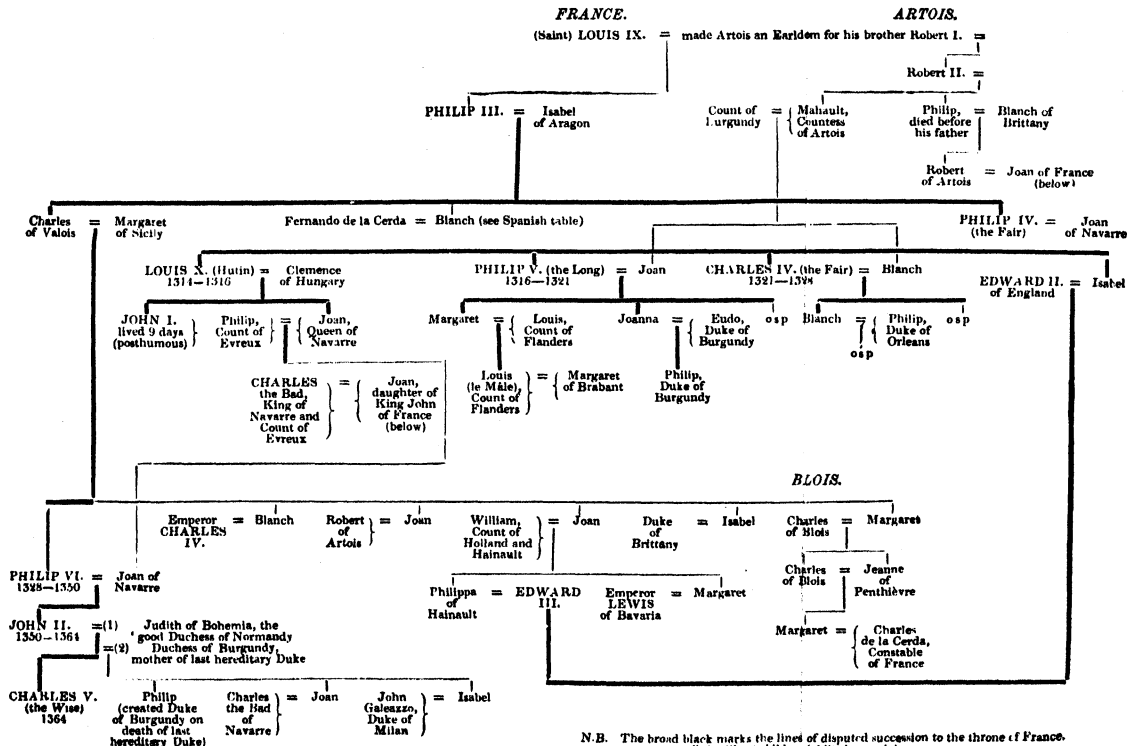 FRANCE. ARTOIS.
(Saint) LOUIS IX. = made Artois an Earldom for his brother Robert I. =
Robert II. =
PHILIP III. = Isabel of Aragon
Count of Burgundy = { Mahault, Countess of Artois
Philip, died before his father = Blanch of Brittany
Robert of Artois = Joan of France (below)
Charles of Valois = Margaret of Sicily
Fernando de la Cerda = Blanch (see Spanish table)
PHILIP IV. (the Fair) = Joan of Navarre
LOUIS X. (Hutin) 1314—1316 = Clemence of Hungary
PHILIP V. (the Long) 1316—1321 = Joan
CHARLES IV. (the Fair) 1321—1328 = Blanch
EDWARD II. of England = Isabel
JOHN I. lived 9 days (posthumous) }
Philip, Count of Evreux } = { Joan, Queen of Navarre
Margaret = { Louis, Count of Flanders
Joanna = { Eudo, Duke of Burgundy
osp
Blanch = { Philip, Duke of Orleans
osp
osp
CHARLES the Bad, King of Navarre and Count of Evreux } = { Joan, daughter of King John of France (below)
Louis (le Mâle), Count of Flanders } = { Margaret of Brabant
Philip, Duke of Burgundy
BLOIS.
Emperor CHARLES IV. = Blanch
Robert of Artois } = Joan
William, Count of Holland and Hainault } = Joan
Duke of Brittany = Isabel
Charles of Blois = Margaret
PHILIP VI. 1328—1350 = Joan of Navarre
Philippa of Hainault = EDWARD III.
Emperor LEWIS of Bavaria = Margaret
Charles of Blois = Jeanne of Penthièvre
JOHN II. 1350—1364 =(1) Judith of Bohemia, the good Duchess of Normandy
=(2) Duchess of Burgundy, mother of last hereditary Duke
Margaret = { Charles de la Cerda, Constable of France
CHARLES V. (the Wise) 1364
Philip (created Duke of Burgundy on death of last hereditary Duke)
Charles the Bad of Navarre } = Joan
John Galeazzo, Duke of Milan } = Isabel
N.B. The broad black marks the lines of disputed succession to the throne of France.